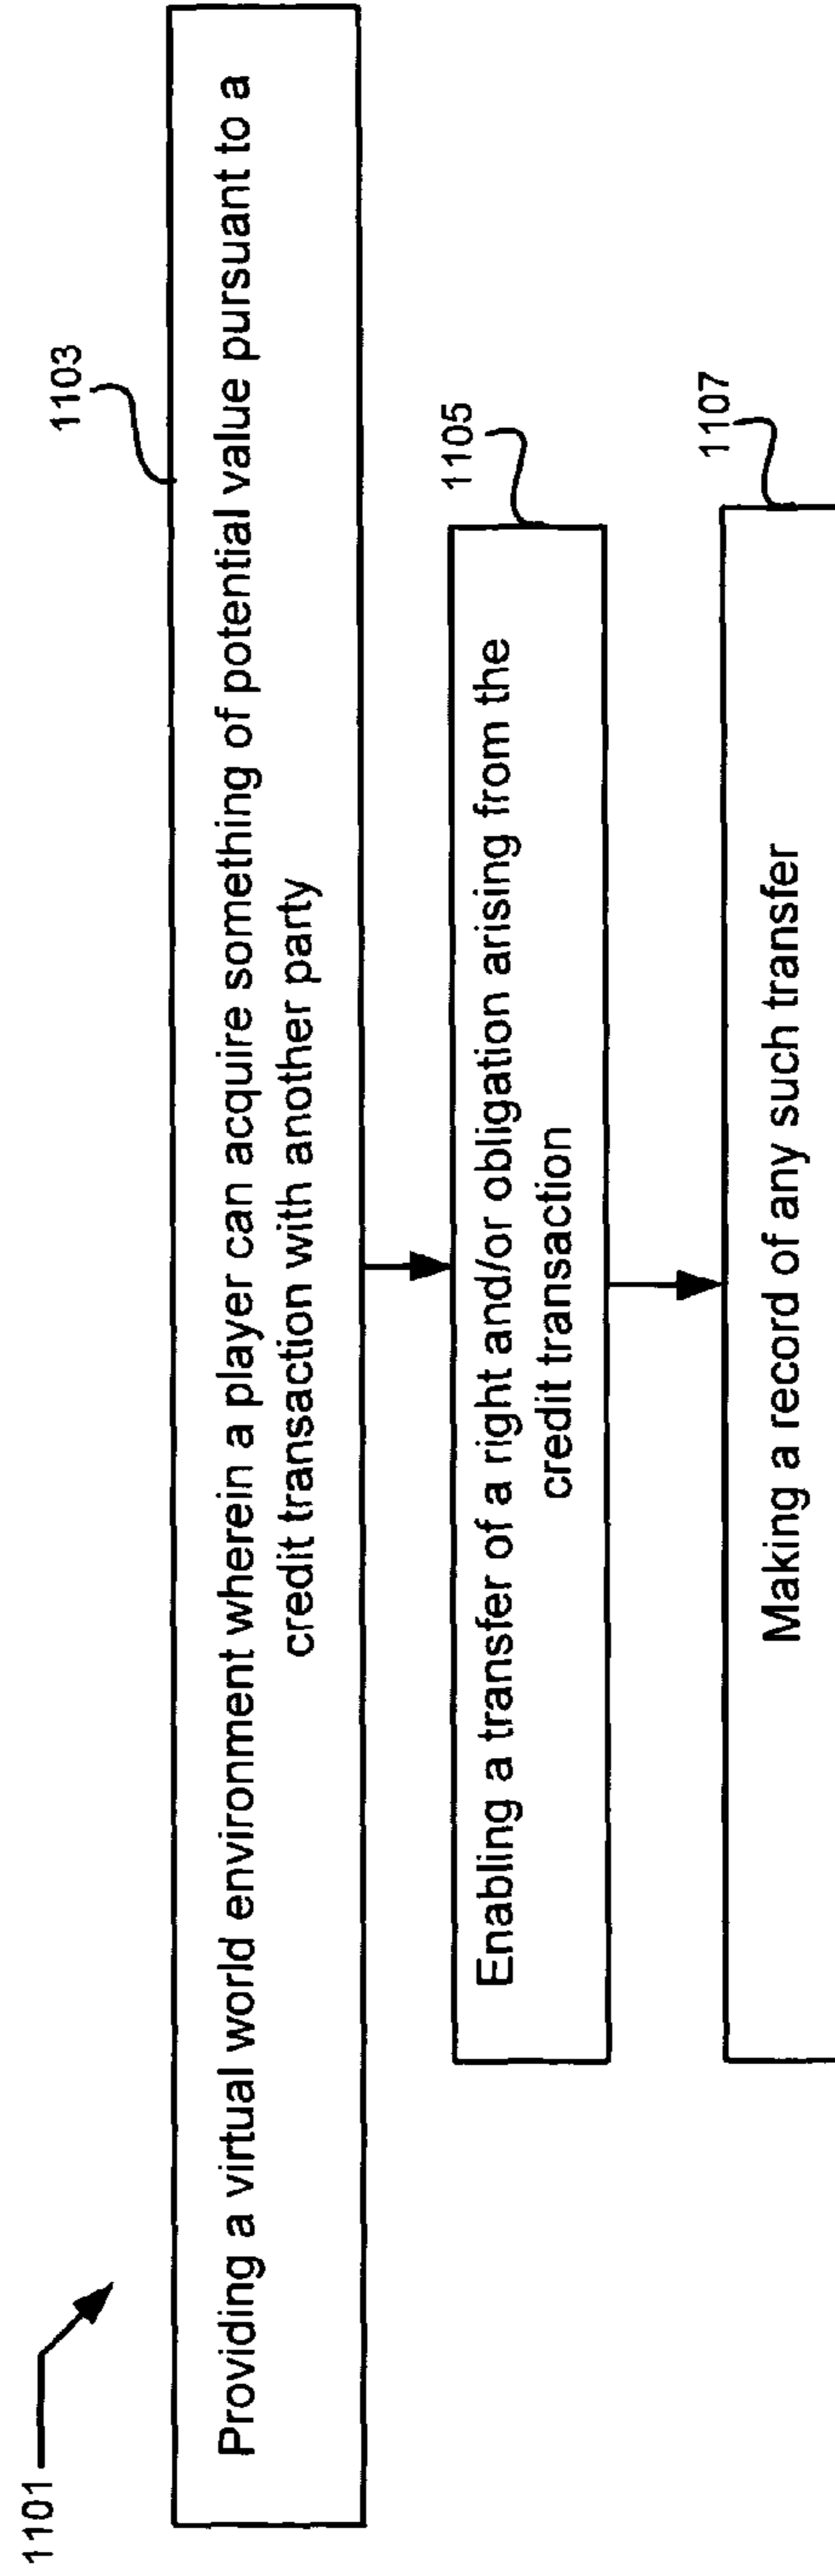 1101
1103
Providing a virtual world environment wherein a player can acquire something of potential value pursuant to a
credit transaction with another party
1105
Enabling a transfer of a right and/or obligation arising from the
credit transaction
1107
Making a record of any such transfer